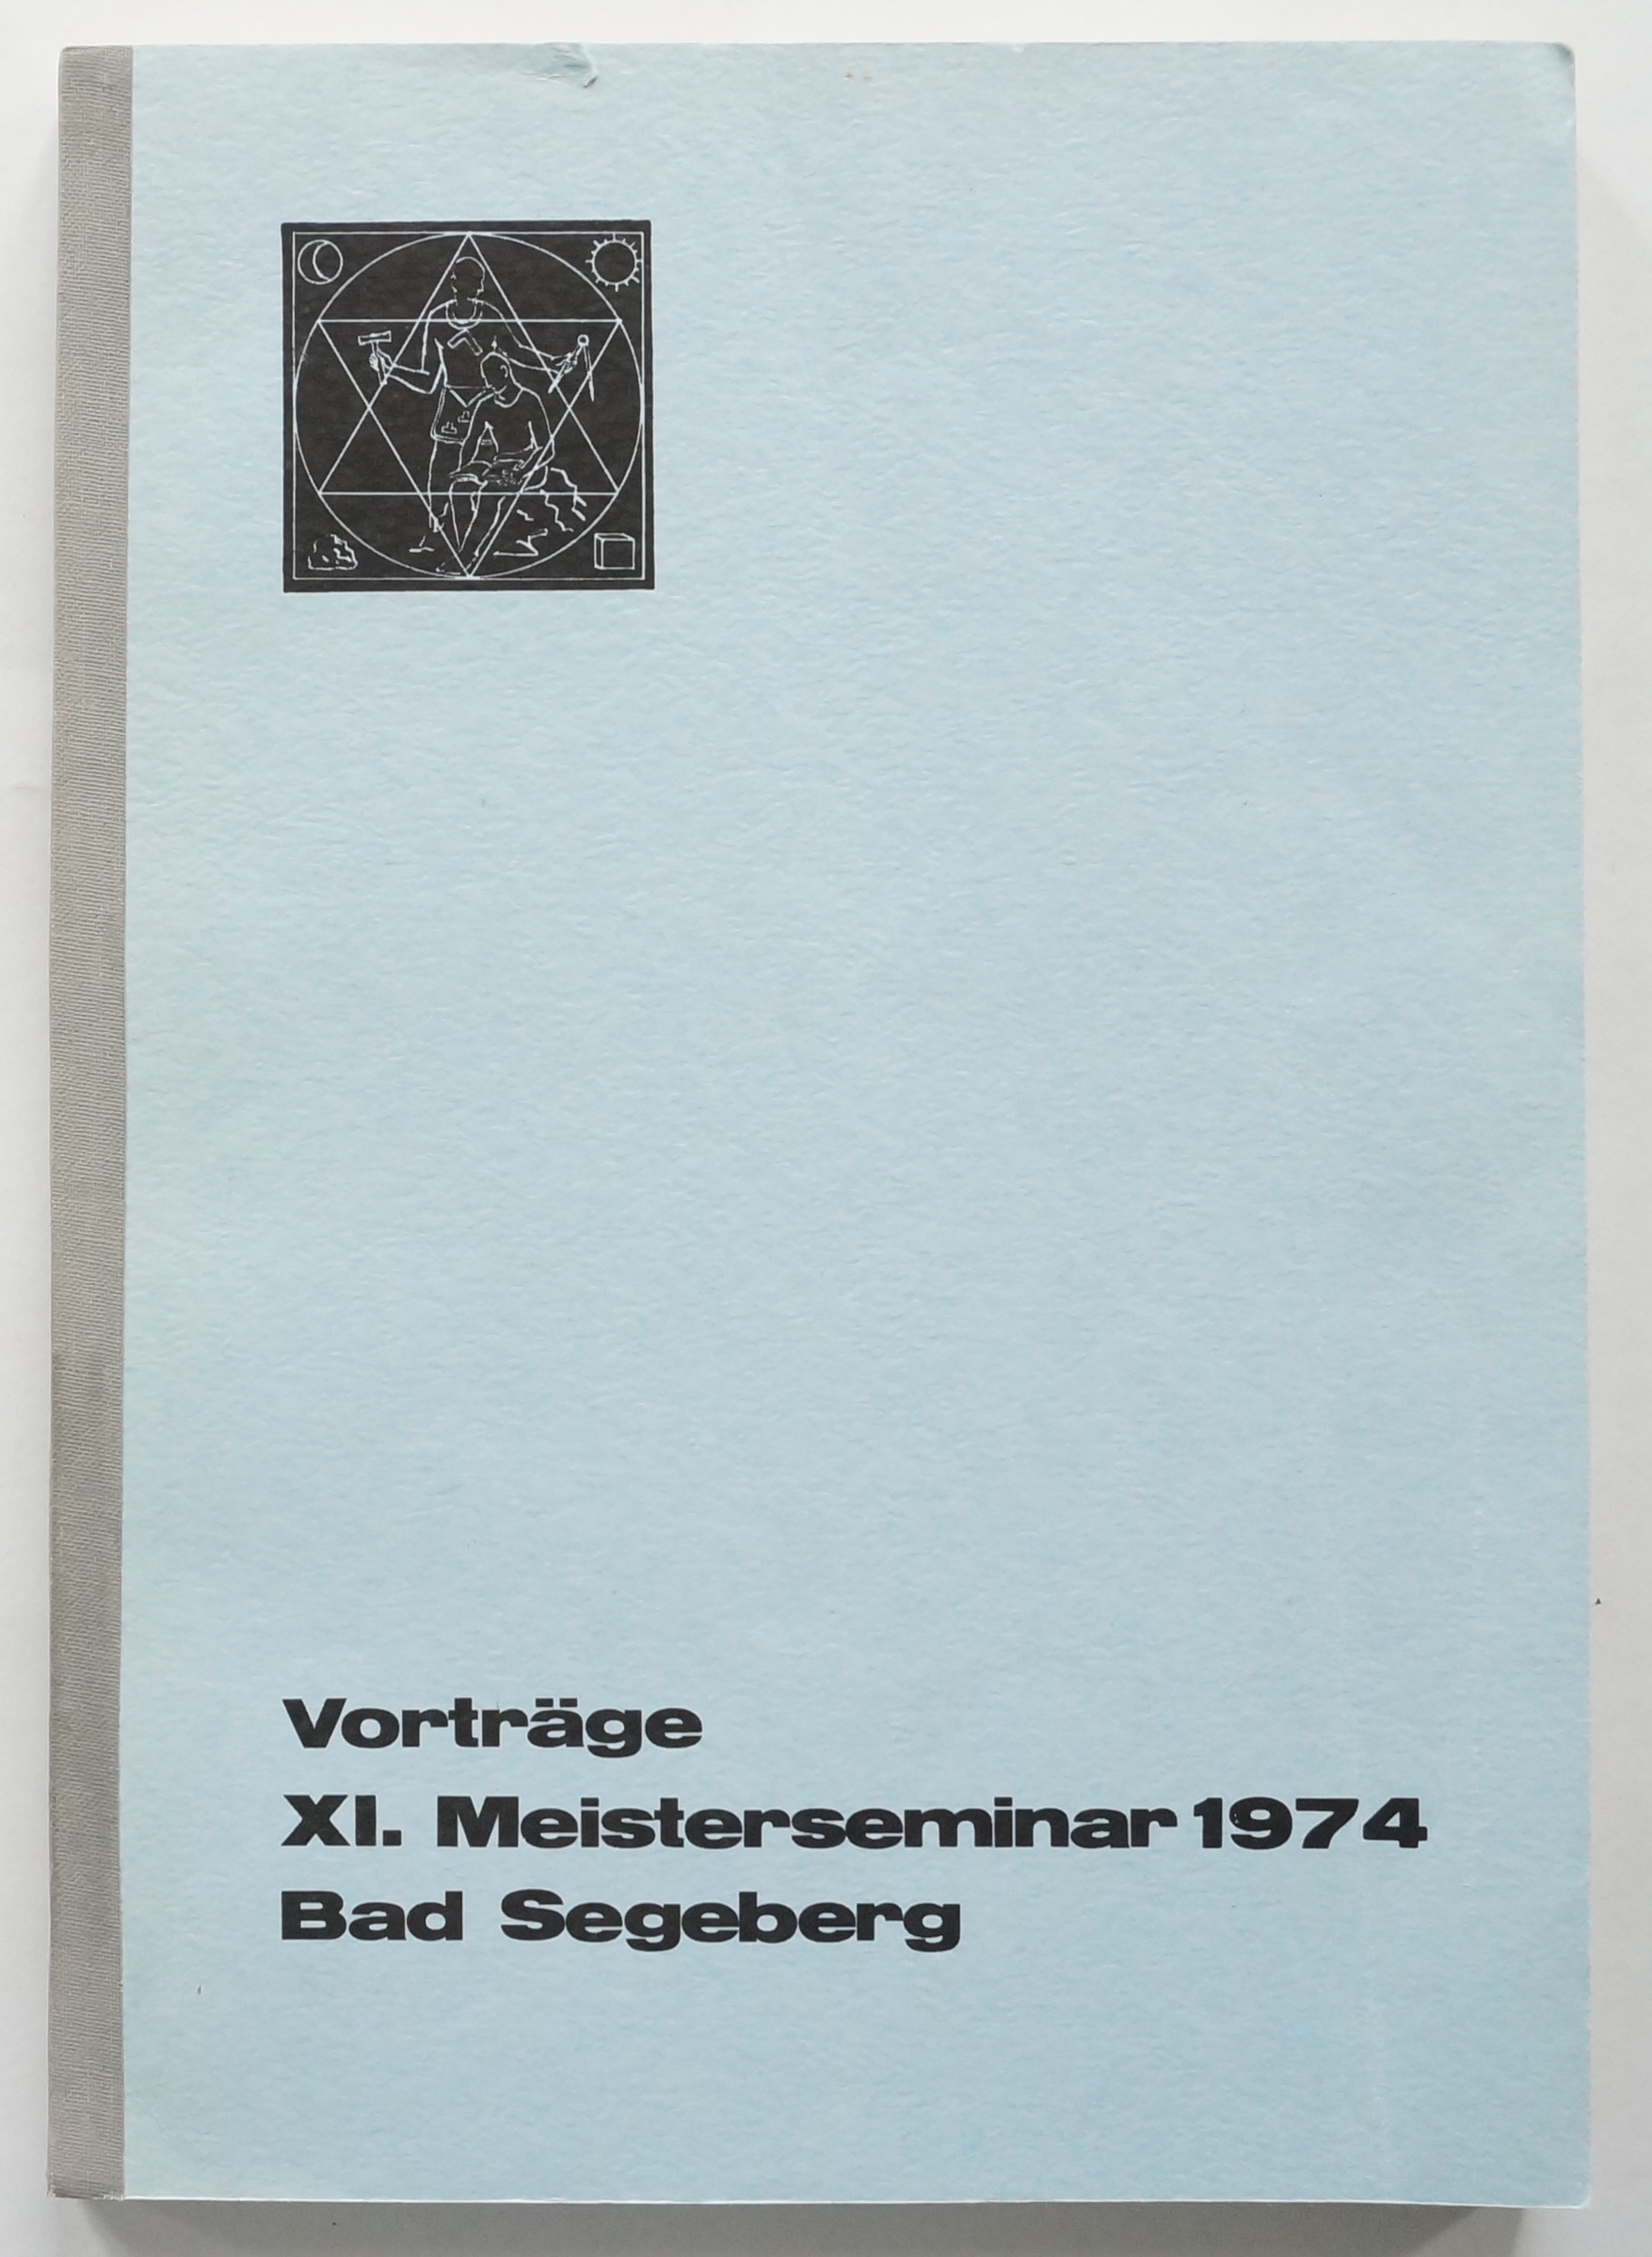 Vorträge
XI. Meisterseminar 1974
Bad Segeberg